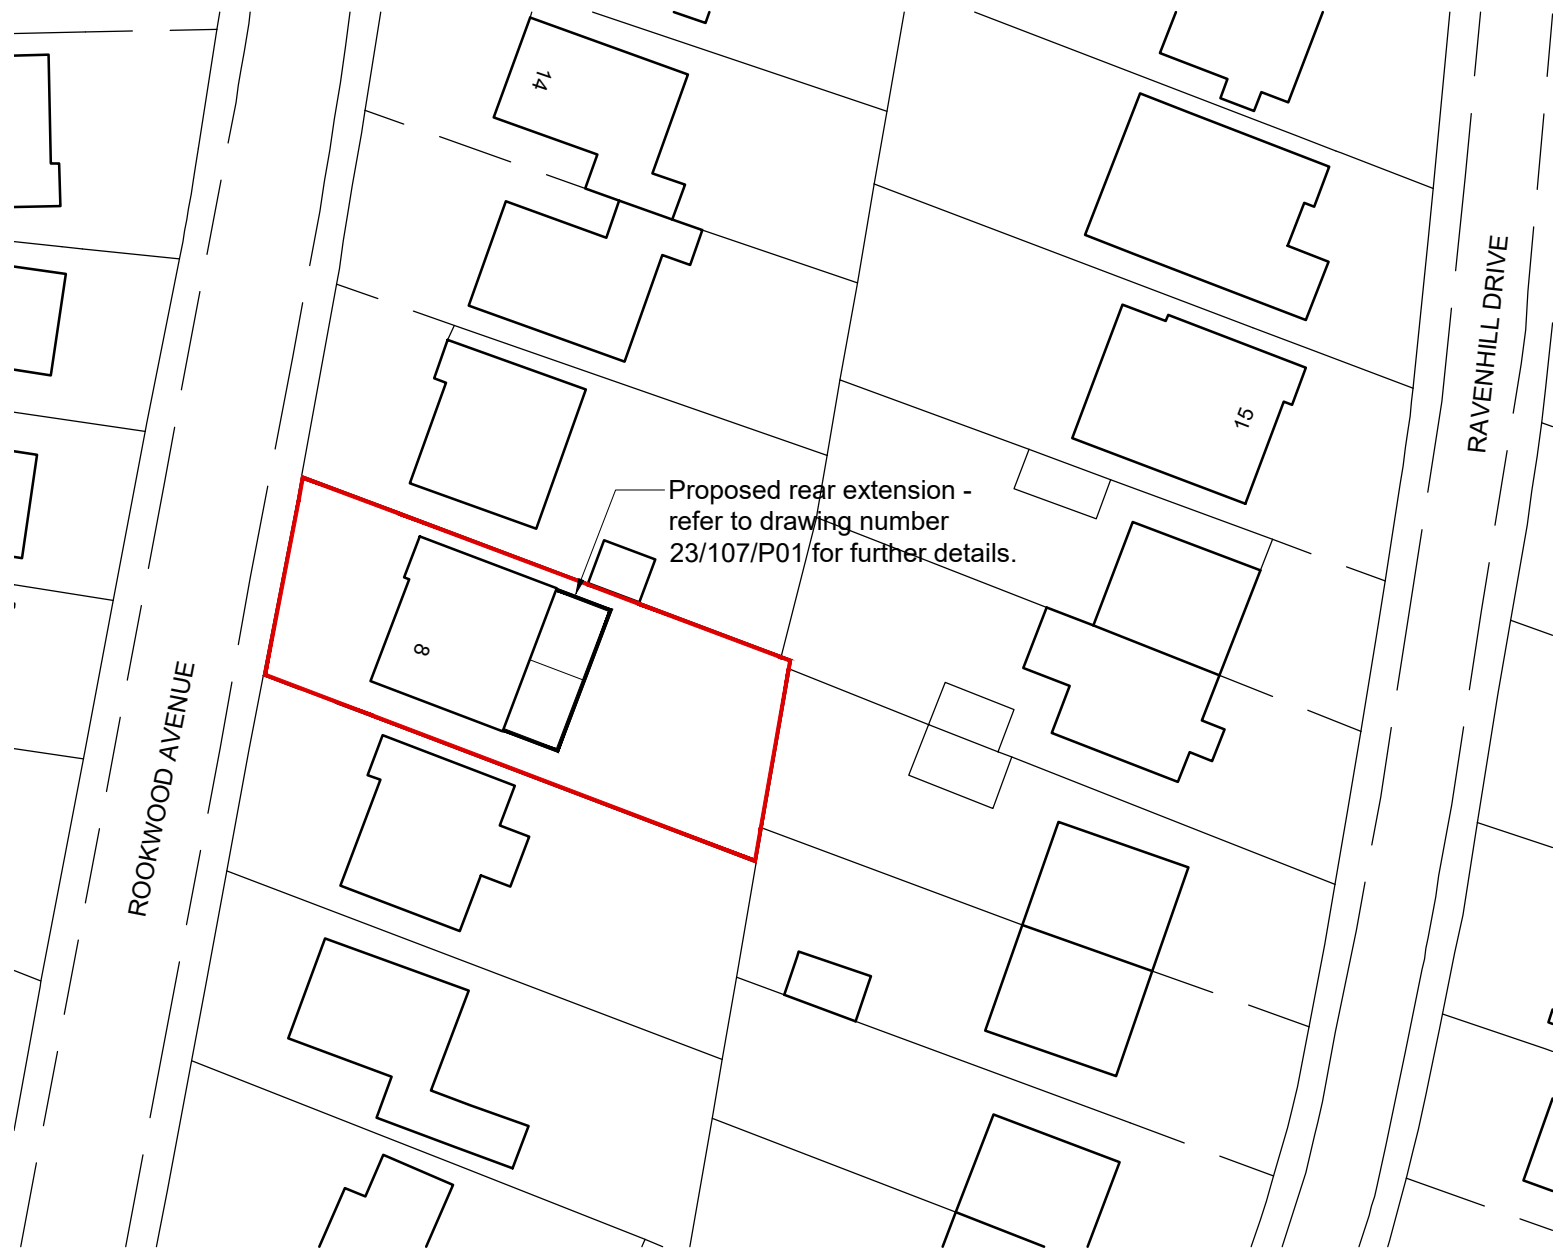 14
RAVENHILL DRIVE
15
Proposed rear extension -
refer to drawing number
23/107/P01 for further details.
8
ROOKWOOD AVENUE